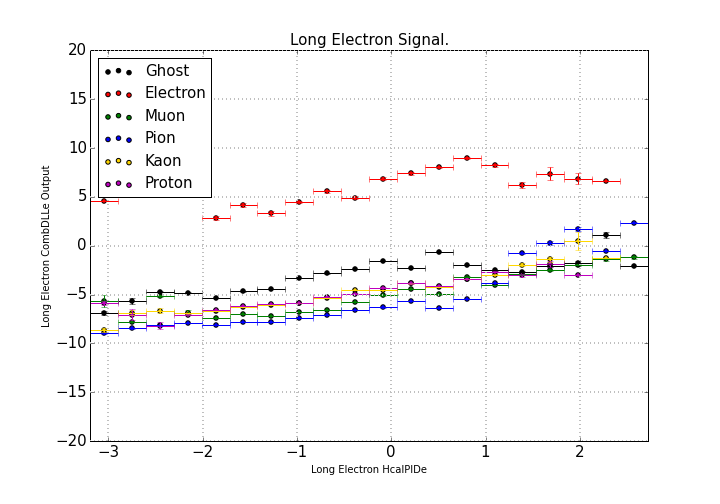 Long Electron Signal.
20
15
10
5
0
−5
−10
−15
−20
Long Electron CombDLLe Output
Ghost
Electron
Muon
Pion
Kaon
Proton
−3 −2 −1 0 1 2
Long Electron HcalPIDe